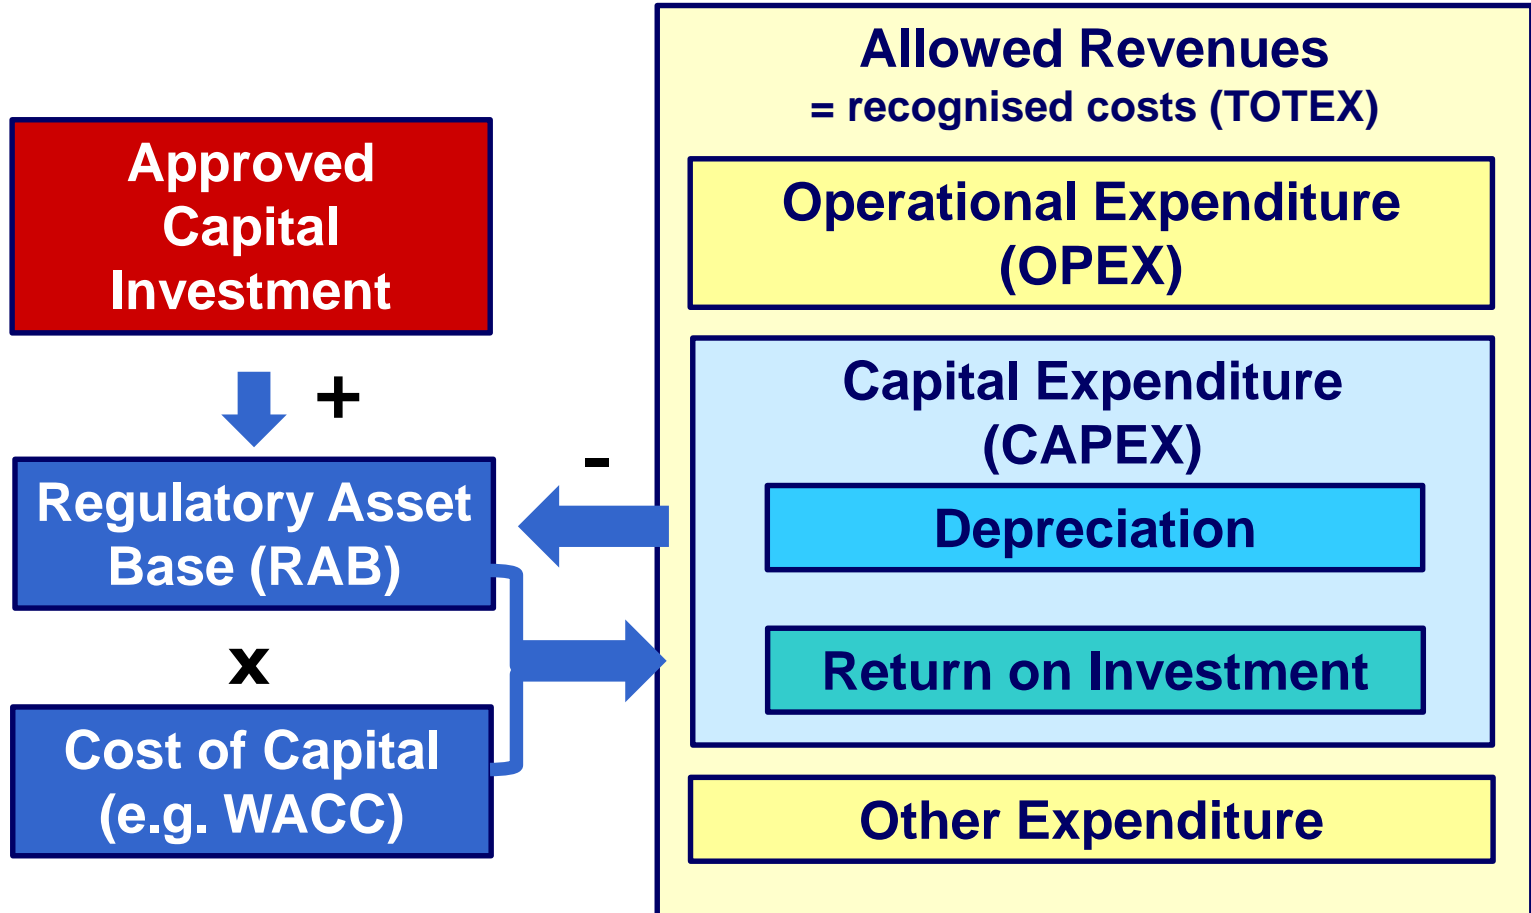 Approved
Capital
Investment
+
Regulatory Asset
Base (RAB)
x
Cost of Capital
(e.g. WACC)
-
Allowed Revenues
= recognised costs (TOTEX)
Operational Expenditure
(OPEX)
Capital Expenditure
(CAPEX)
Depreciation
Return on Investment
Other Expenditure